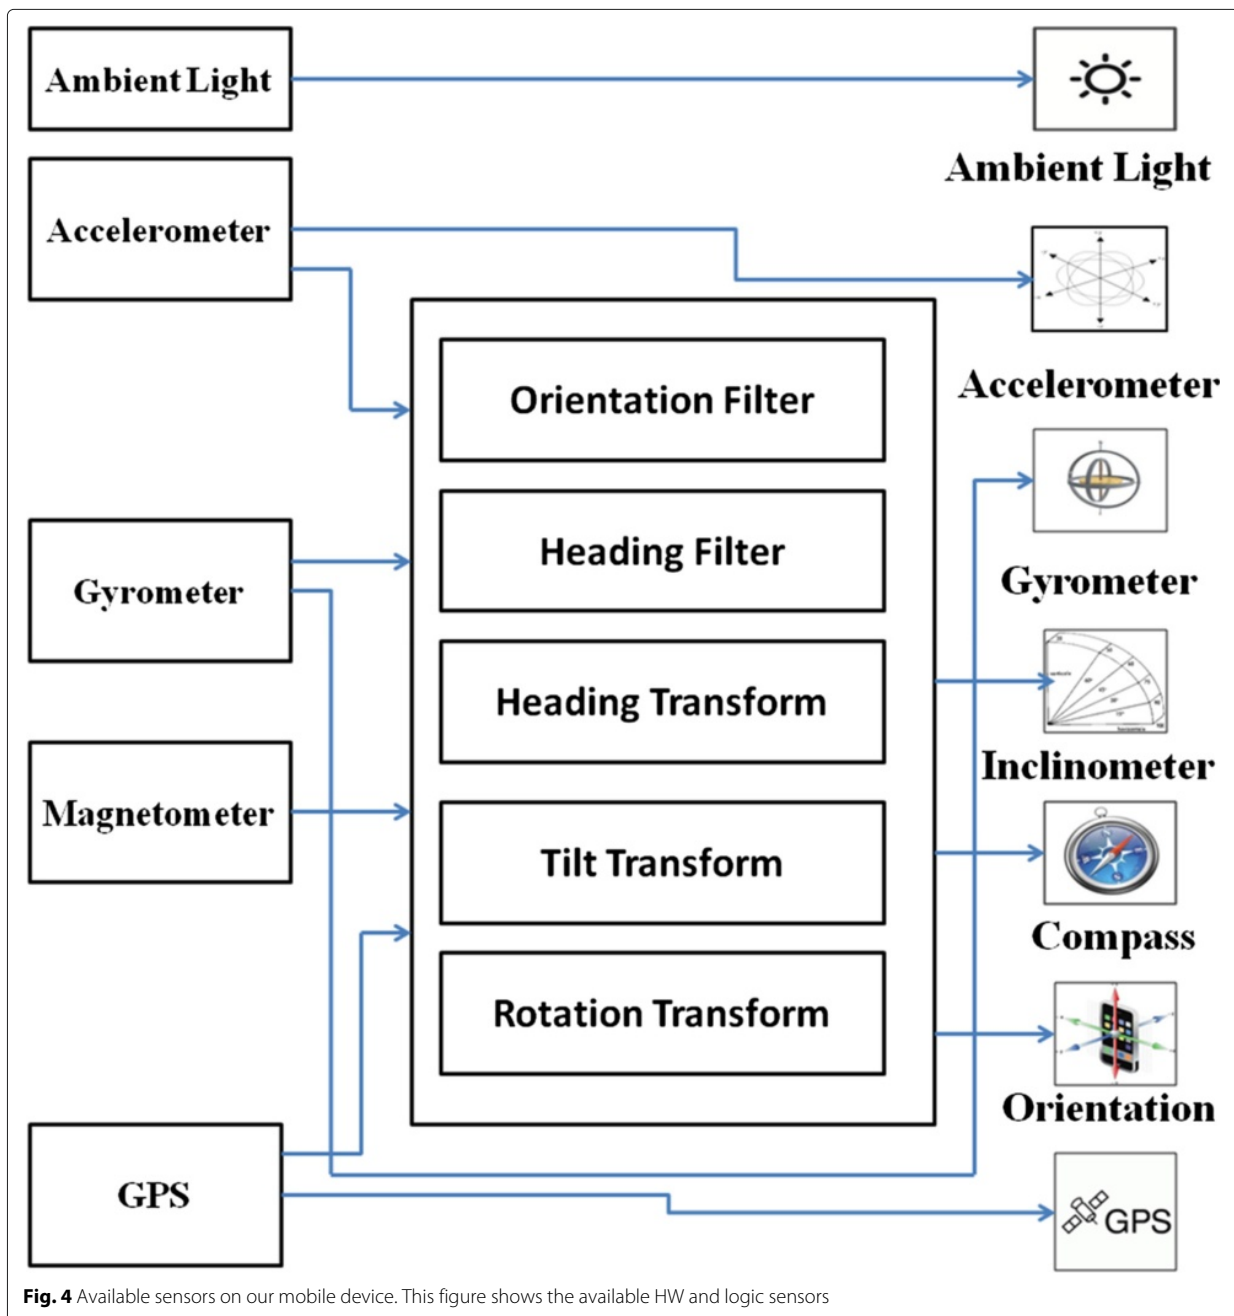 Ambient Light
Ambient Light
Accelerometer
Accelerometer
Orientation Filter
Heading Filter
Gyrometer
Gyrometer
Heading Transform
Inclinometer
Magnetometer
Tilt Transform
Compass
Rotation Transform
Orientation
GPS
GPS
Fig. 4 Available sensors on our mobile device. This figure shows the available HW and logic sensors